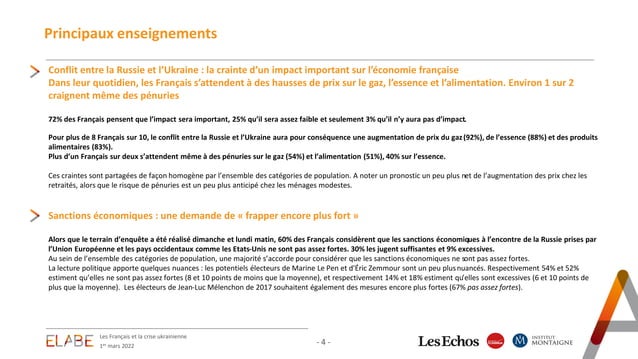 Principaux enseignements
Conflit entre la Russie et l'Ukraine : la crainte d'un impact important sur l'économie française
Dans leur quotidien, les Français s'attendent à des hausses de prix sur le gaz, l'essence et l'alimentation. Environ 1 sur 2
craignent même des pénuries
72% des Français pensent que l'impact sera important, 25% qu'il sera assez faible et seulement 3% qu'il n'y aura pas d'impact.
Pour plus de 8 Français sur 10, le conflit entre la Russie et l'Ukraine aura pour conséquence une augmentation de prix du gaz (92%), de l'essence (88%) et des produits
alimentaires (83%).
Plus d'un Français sur deux s'attendent même à des pénuries sur le gaz (54%) et l'alimentation (51%), 40% sur l'essence.
Ces craintes sont partagées de façon homogène par l'ensemble des catégories de population. A noter un pronostic un peu plus net de l'augmentation des prix chez les
retraités, alors que le risque de pénuries est un peu plus anticipé chez les ménages modestes.
Sanctions économiques : une demande de « frapper encore plus fort »
Alors que le terrain d'enquête a été réalisé dimanche et lundi matin, 60% des Français considèrent que les sanctions économiques à l'encontre de la Russie prises par
l'Union Européenne et les pays occidentaux comme les Etats-Unis ne sont pas assez fortes. 30% les jugent suffisantes et 9% excessives.
Au sein de l'ensemble des catégories de population, une majorité s'accorde pour considérer que les sanctions économiques ne sont pas assez fortes.
La lecture politique apporte quelques nuances : les potentiels électeurs de Marine Le Pen et d'Éric Zemmour sont un peu plus nuancés. Respectivement 54% et 52%
estiment qu'elles ne sont pas assez fortes (8 et 10 points de moins que la moyenne), et respectivement 14% et 18% estiment qu'elles sont excessives (6 et 10 points de
plus que la moyenne). Les électeurs de Jean-Luc Mélenchon de 2017 souhaitent également des mesures encore plus fortes (67% pas assez fortes).
ELABE
Les Français et la crise ukrainienne
1er mars 2022
- 4 -
Les Echos
INSTITUT
MONTAIGNE